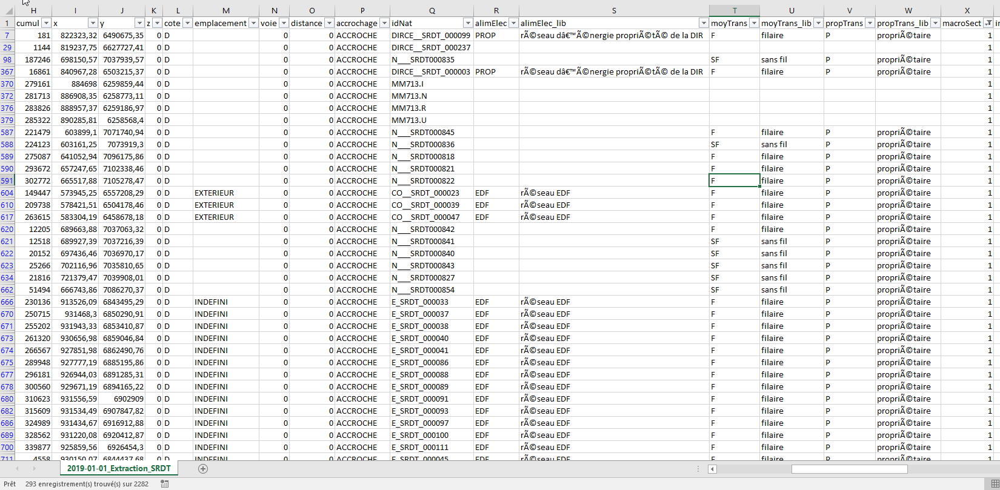 H I J K L M N O P Q R S T U V W X
1 cumul x y z cote emplacement voie distance accrochage idNat alimElec alimElec_lib moyTrans moyTrans_lib propTrans propTrans_lib macroSect
7 181 822323,32 6490675,35 0 D 0 0 ACCROCHE DIRCE__SRDT_000099 PROP rÃ©seau dâ€™Ã©nergie propriÃ©tÃ© de la DIR F filaire P propriÃ©taire 1
29 1144 819237,75 6627727,41 0 D 0 0 ACCROCHE DIRCE__SRDT_000237 1
98 187246 698150,57 7037939,57 0 D 0 0 ACCROCHE N___SRDT000835 SF sans fil P propriÃ©taire 1
367 16861 840967,28 6503215,37 0 D 0 0 ACCROCHE DIRCE__SRDT_000003 PROP rÃ©seau dâ€™Ã©nergie propriÃ©tÃ© de la DIR F filaire P propriÃ©taire 1
370 279161 884698 6259859,44 0 D 0 0 ACCROCHE MM713.I 1
372 281713 886908,35 6258773,11 0 D 0 0 ACCROCHE MM713.N 1
376 283826 888957,37 6259186,97 0 D 0 0 ACCROCHE MM713.R 1
379 285322 890285,81 6258568,4 0 D 0 0 ACCROCHE MM713.U 1
587 221479 603899,1 7071740,94 0 D 0 0 ACCROCHE N___SRDT000845 F filaire P propriÃ©taire 1
588 224123 603161,25 7073919,3 0 D 0 0 ACCROCHE N___SRDT000836 SF sans fil P propriÃ©taire 1
589 275087 641052,94 7096175,86 0 D 0 0 ACCROCHE N___SRDT000818 F filaire P propriÃ©taire 1
590 293672 657247,65 7102338,46 0 D 0 0 ACCROCHE N___SRDT000821 F filaire P propriÃ©taire 1
591 302772 665517,88 7105278,47 0 D 0 0 ACCROCHE N___SRDT000822 F filaire P propriÃ©taire 1
604 149447 573945,25 6557208,29 0 D EXTERIEUR 0 0 ACCROCHE CO__SRDT_000023 EDF rÃ©seau EDF F filaire P propriÃ©taire 1
610 209738 578421,51 6504178,46 0 D EXTERIEUR 0 0 ACCROCHE CO__SRDT_000039 EDF rÃ©seau EDF F filaire P propriÃ©taire 1
617 263615 583304,19 6458678,18 0 D EXTERIEUR 0 0 ACCROCHE CO__SRDT_000047 EDF rÃ©seau EDF F filaire P propriÃ©taire 1
620 12205 689663,88 7037063,32 0 D 0 0 ACCROCHE N___SRDT000842 F filaire P propriÃ©taire 1
621 12518 689927,39 7037216,39 0 D 0 0 ACCROCHE N___SRDT000841 SF sans fil P propriÃ©taire 1
622 20152 697436,46 7036970,17 0 D 0 0 ACCROCHE N___SRDT000840 SF sans fil P propriÃ©taire 1
623 25266 702116,96 7035810,65 0 D 0 0 ACCROCHE N___SRDT000843 SF sans fil P propriÃ©taire 1
634 21816 721379,47 7039908,01 0 D 0 0 ACCROCHE N___SRDT000827 SF sans fil P propriÃ©taire 1
662 51494 666743,86 7086270,37 0 D 0 0 ACCROCHE N___SRDT000854 SF sans fil P propriÃ©taire 1
666 230136 913526,09 6843495,29 0 D INDEFINI 0 0 ACCROCHE E_SRDT_000033 EDF rÃ©seau EDF F filaire P propriÃ©taire 1
670 250715 931468,3 6850290,91 0 D INDEFINI 0 0 ACCROCHE E_SRDT_000037 EDF rÃ©seau EDF F filaire P propriÃ©taire 1
671 255202 931943,33 6853410,87 0 D INDEFINI 0 0 ACCROCHE E_SRDT_000038 EDF rÃ©seau EDF F filaire P propriÃ©taire 1
673 261320 930656,98 6859046,84 0 D INDEFINI 0 0 ACCROCHE E_SRDT_000040 EDF rÃ©seau EDF F filaire P propriÃ©taire 1
674 266567 927851,98 6862490,76 0 D INDEFINI 0 0 ACCROCHE E_SRDT_000041 EDF rÃ©seau EDF F filaire P propriÃ©taire 1
675 289948 927777,19 6885195,86 0 D INDEFINI 0 0 ACCROCHE E_SRDT_000086 EDF rÃ©seau EDF F filaire P propriÃ©taire 1
677 296181 926944,03 6891285,31 0 D INDEFINI 0 0 ACCROCHE E_SRDT_000088 EDF rÃ©seau EDF F filaire P propriÃ©taire 1
678 300560 929671,19 6894165,22 0 D INDEFINI 0 0 ACCROCHE E_SRDT_000089 EDF rÃ©seau EDF F filaire P propriÃ©taire 1
680 310623 931556,59 6902909 0 D INDEFINI 0 0 ACCROCHE E_SRDT_000091 EDF rÃ©seau EDF F filaire P propriÃ©taire 1
682 315609 931534,49 6907847,82 0 D INDEFINI 0 0 ACCROCHE E_SRDT_000093 EDF rÃ©seau EDF F filaire P propriÃ©taire 1
686 324989 931434,67 6916912,88 0 D INDEFINI 0 0 ACCROCHE E_SRDT_000097 EDF rÃ©seau EDF F filaire P propriÃ©taire 1
689 328562 931220,08 6920412,87 0 D INDEFINI 0 0 ACCROCHE E_SRDT_000100 EDF rÃ©seau EDF F filaire P propriÃ©taire 1
700 339877 925859,56 6926454,3 0 D INDEFINI 0 0 ACCROCHE E_SRDT_000111 EDF rÃ©seau EDF F filaire P propriÃ©taire 1
711 4558 930150,07 6844437,68 0 D INDEFINI 0 0 ACCROCHE E_SRDT_000045 EDF rÃ©seau EDF F filaire P propriÃ©taire 1
2019-01-01_Extraction_SRDT
Prêt 293 enregistrement(s) trouvé(s) sur 2282